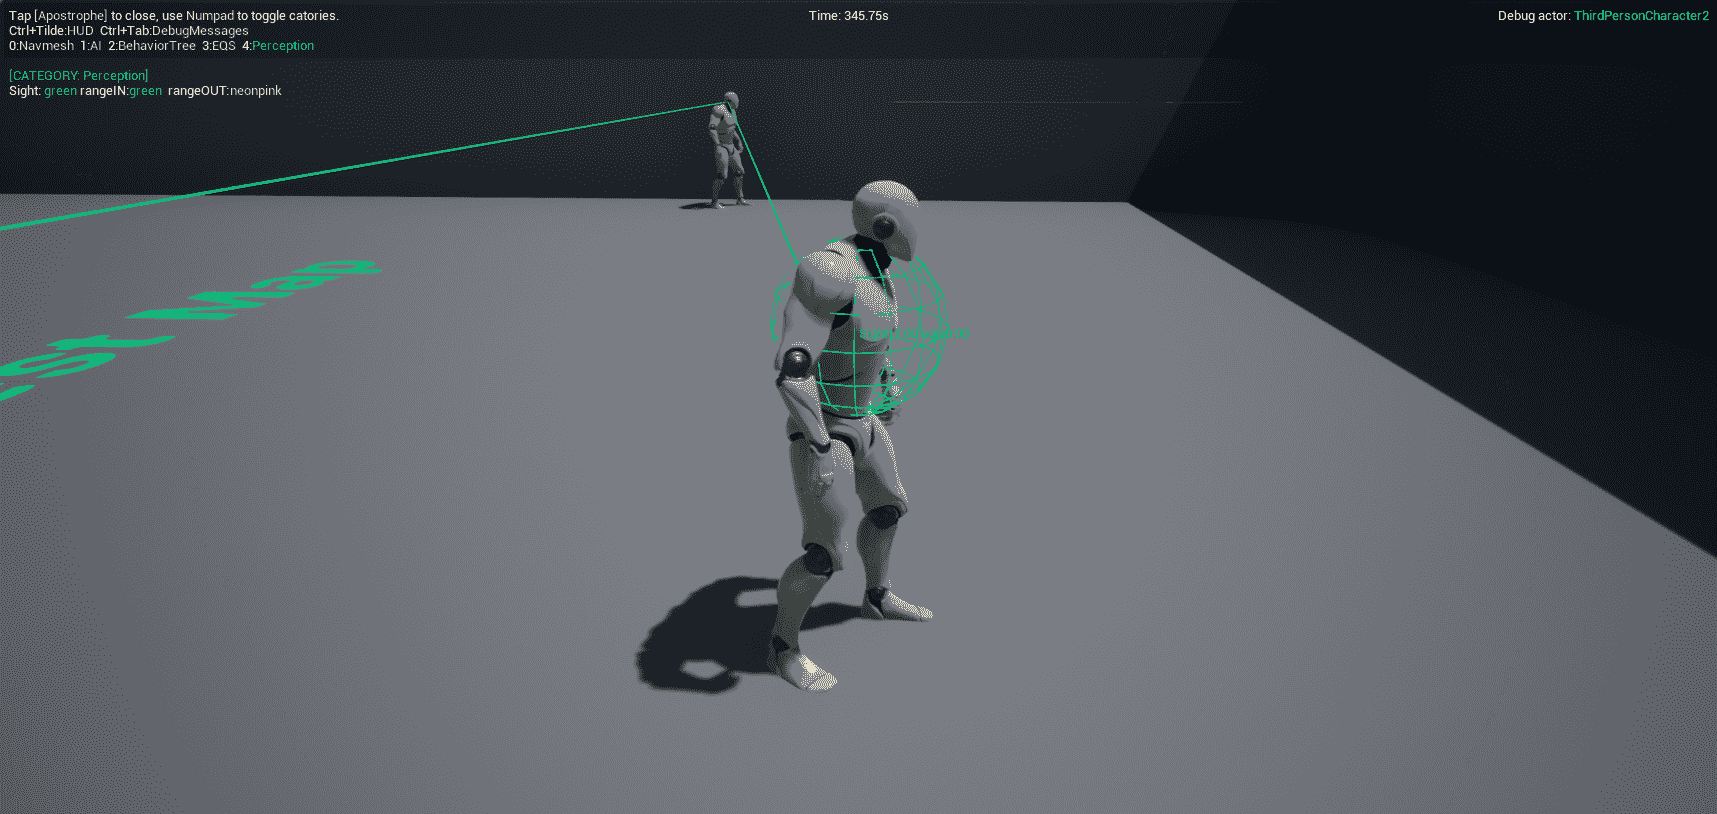 Tap [Apostrophe] to close, use Numpad to toggle catories.
Ctrl+Tilde:HUD Ctrl+Tab:DebugMessages
0:Navmesh 1:AI 2:BehaviorTree 3:EQS 4:Perception
Time: 345.75s
Debug actor: ThirdPersonCharacter2
[CATEGORY: Perception]
Sight: green rangeIN:green rangeOUT:neonpink